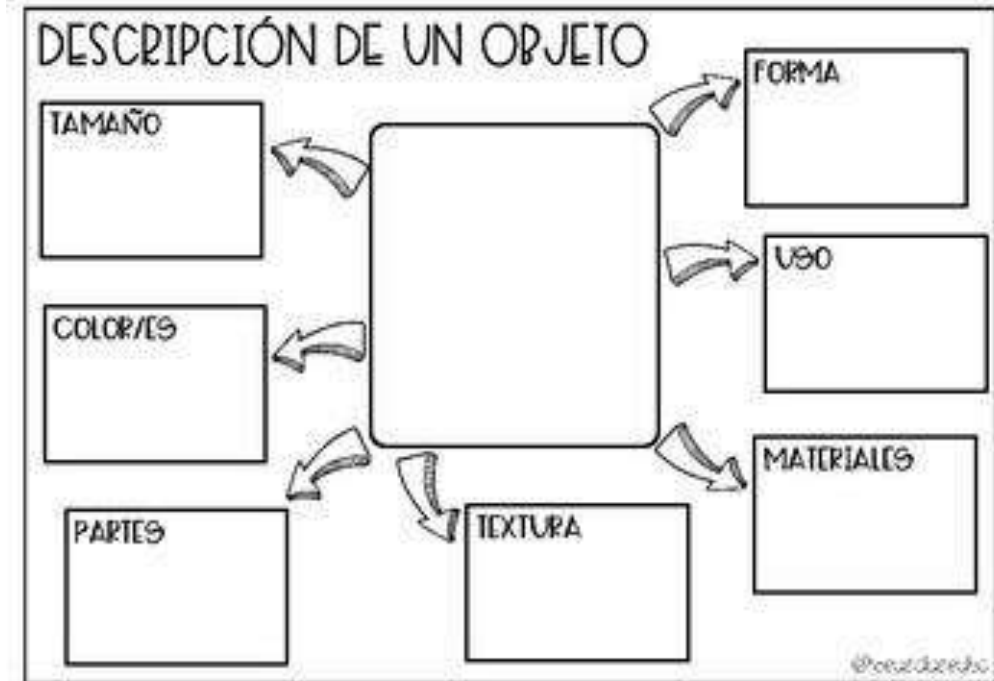 DESCRIPCIÓN DE UN OBJETO
TAMAÑO
FORMA
COLOR/ES
USO
PARTES
TEXTURA
MATERIALES